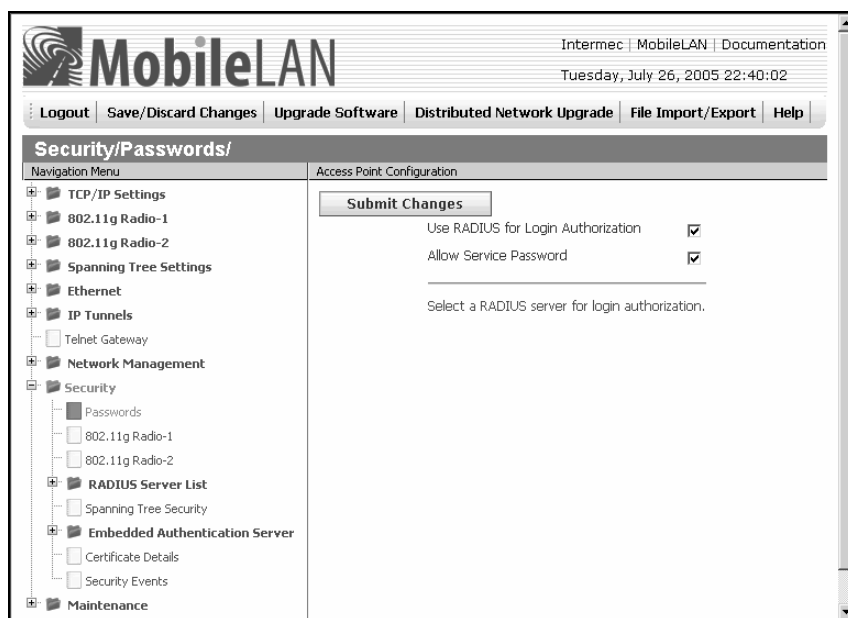 MobileLAN
Intermec | MobileLAN | Documentation
Tuesday, July 26, 2005 22:40:02
Logout | Save/Discard Changes | Upgrade Software | Distributed Network Upgrade | File Import/Export | Help
Security/Passwords/
Navigation Menu
TCP/IP Settings
802.11g Radio-1
802.11g Radio-2
Spanning Tree Settings
Ethernet
IP Tunnels
Telnet Gateway
Network Management
Security
Passwords
802.11g Radio-1
802.11g Radio-2
RADIUS Server List
Spanning Tree Security
Embedded Authentication Server
Certificate Details
Security Events
Maintenance
Access Point Configuration
Submit Changes
Use RADIUS for Login Authorization
Allow Service Password
Select a RADIUS server for login authorization.